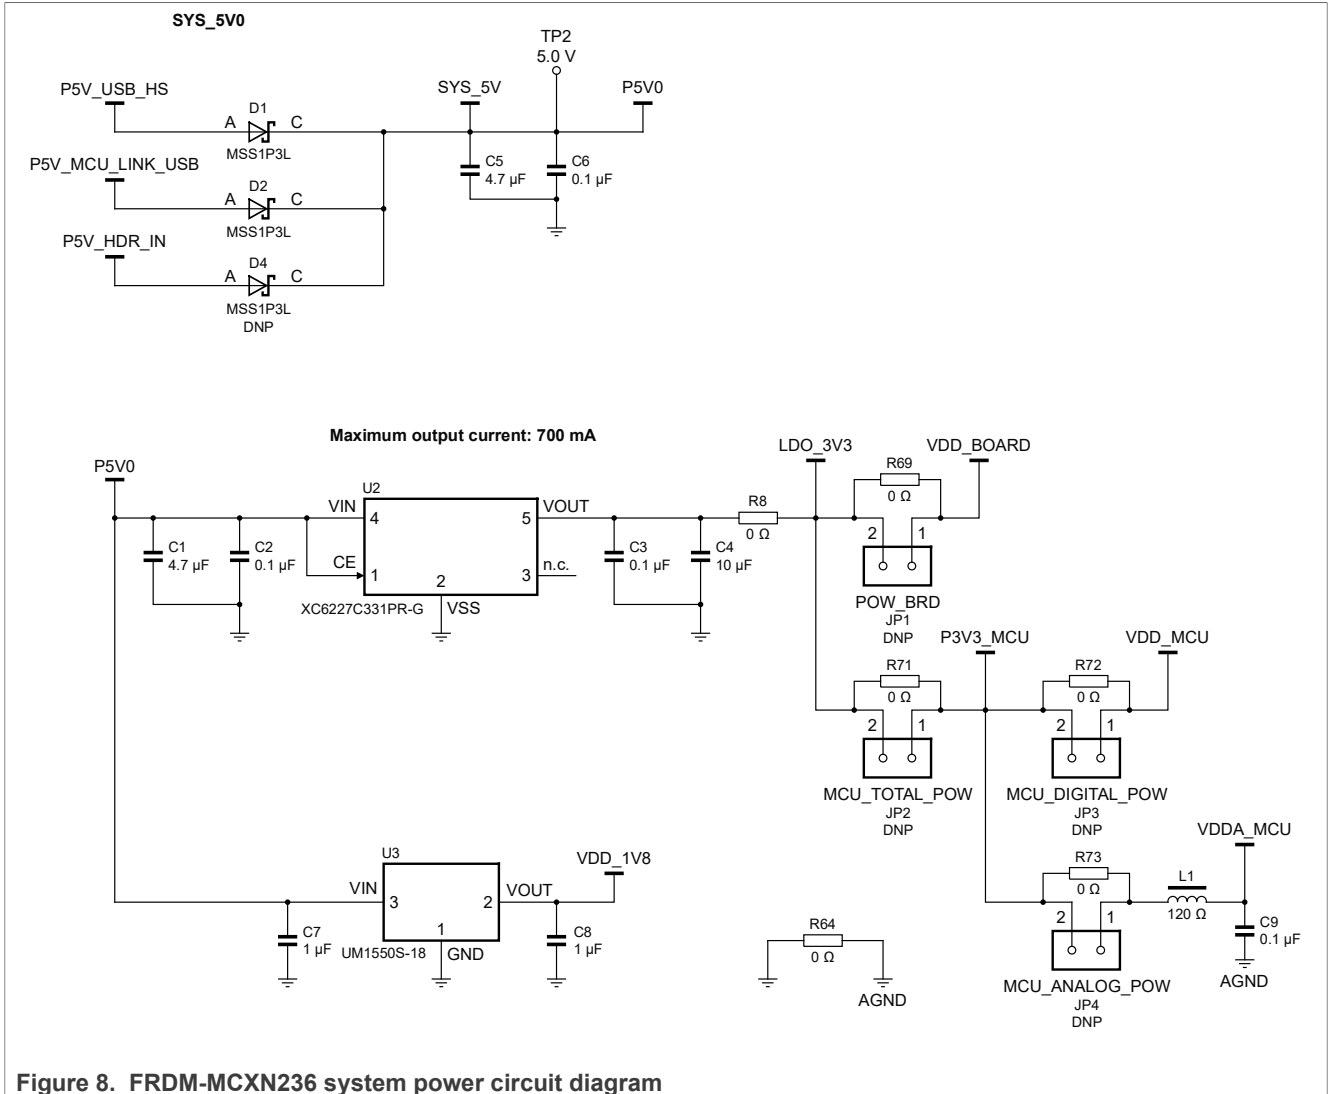 SYS_5V0
TP2
5.0 V
P5V_USB_HS
SYS_5V
P5V0
D1
A
C
MSS1P3L
P5V_MCU_LINK_USB
C5
4.7 µF
C6
0.1 µF
D2
A
C
MSS1P3L
P5V_HDR_IN
D4
A
C
MSS1P3L
DNP
Maximum output current: 700 mA
LDO_3V3
VDD_BOARD
P5V0
R69
0 Ω
U2
VIN
4
5
VOUT
R8
0 Ω
2
1
C1
4.7 µF
C2
0.1 µF
CE
1
2
3
n.c.
C3
0.1 µF
C4
10 µF
XC6227C331PR-G
VSS
POW_BRD
JP1
DNP
P3V3_MCU
VDD_MCU
R71
0 Ω
R72
0 Ω
2
1
2
1
MCU_TOTAL_POW
JP2
DNP
MCU_DIGITAL_POW
JP3
DNP
VDDA_MCU
U3
VDD_1V8
R73
0 Ω
L1
120 Ω
VIN
3
2
VOUT
1
GND
2
1
C7
1 µF
UM1550S-18
C8
1 µF
R64
0 Ω
AGND
C9
0.1 µF
AGND
MCU_ANALOG_POW
JP4
DNP
Figure 8. FRDM-MCXN236 system power circuit diagram